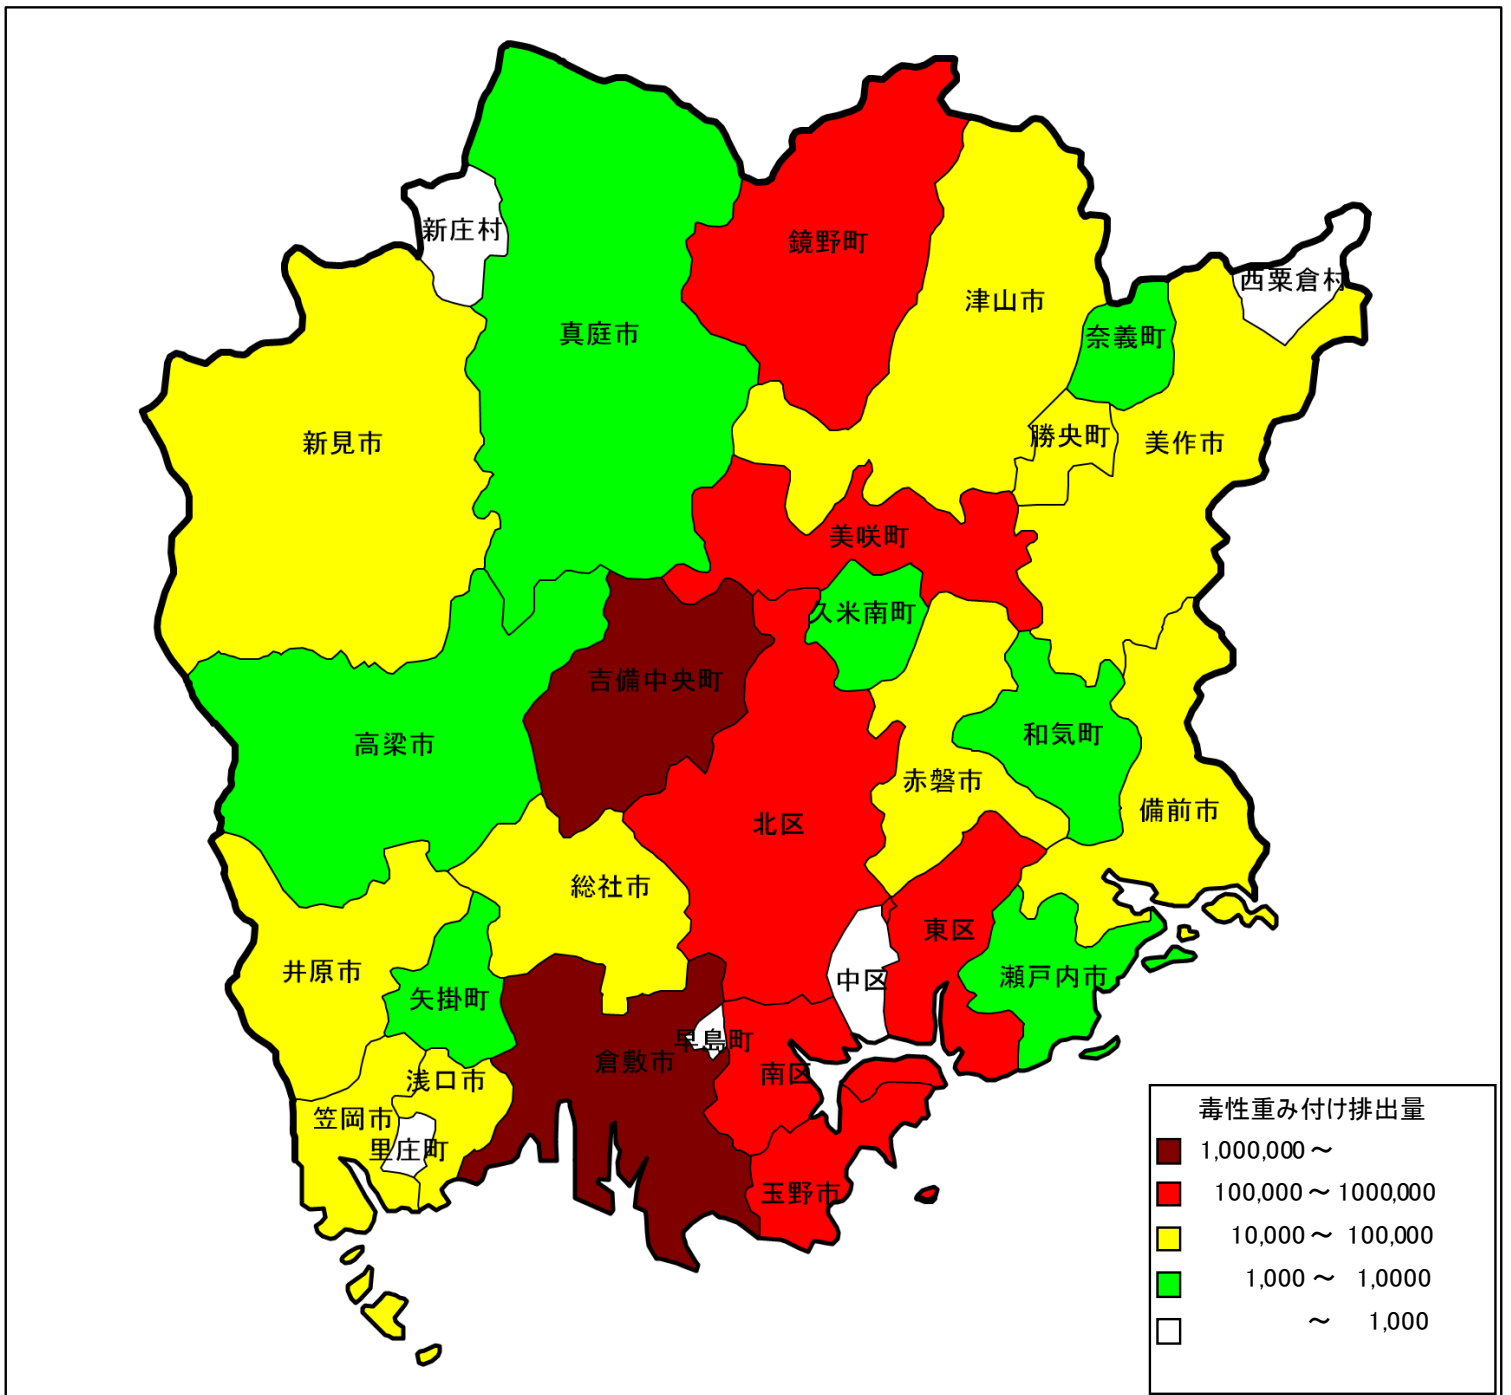 新庄村
鏡野町
西粟倉村
津山市
真庭市
奈義町
新見市
勝央町
美作市
美咲町
久米南町
吉備中央町
高梁市
和気町
赤磐市
備前市
北区
総社市
東区
井原市
瀬戸内市
中区
矢掛町
早島町
倉敷市
南区
浅口市
笠岡市
里庄町
玉野市
毒性重み付け排出量
1,000,000～
100,000～1000,000
10,000～ 100,000
1,000～ 1,0000
～ 1,000